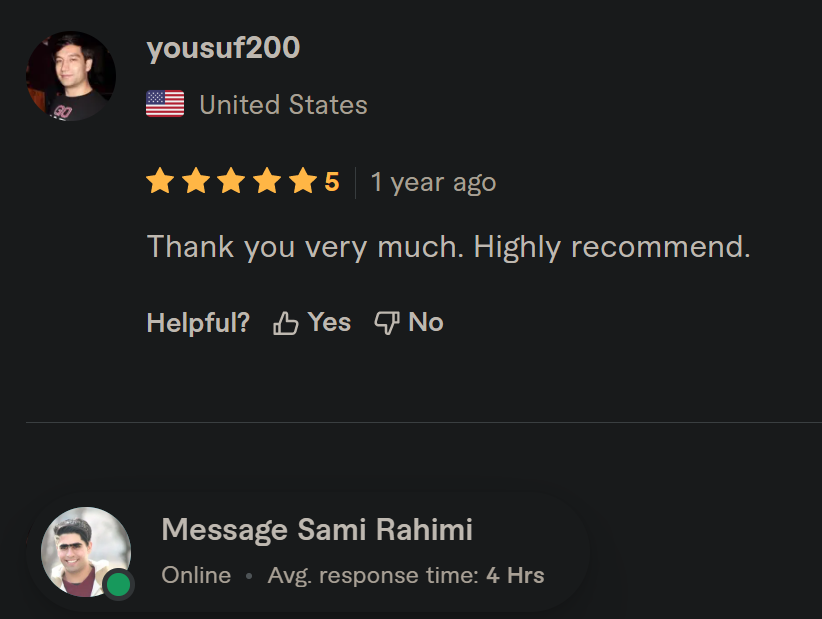 yousuf200
United States
5 1 year ago
Thank you very much. Highly recommend.
Helpful? Yes No
Message Sami Rahimi
Online • Avg. response time: 4 Hrs